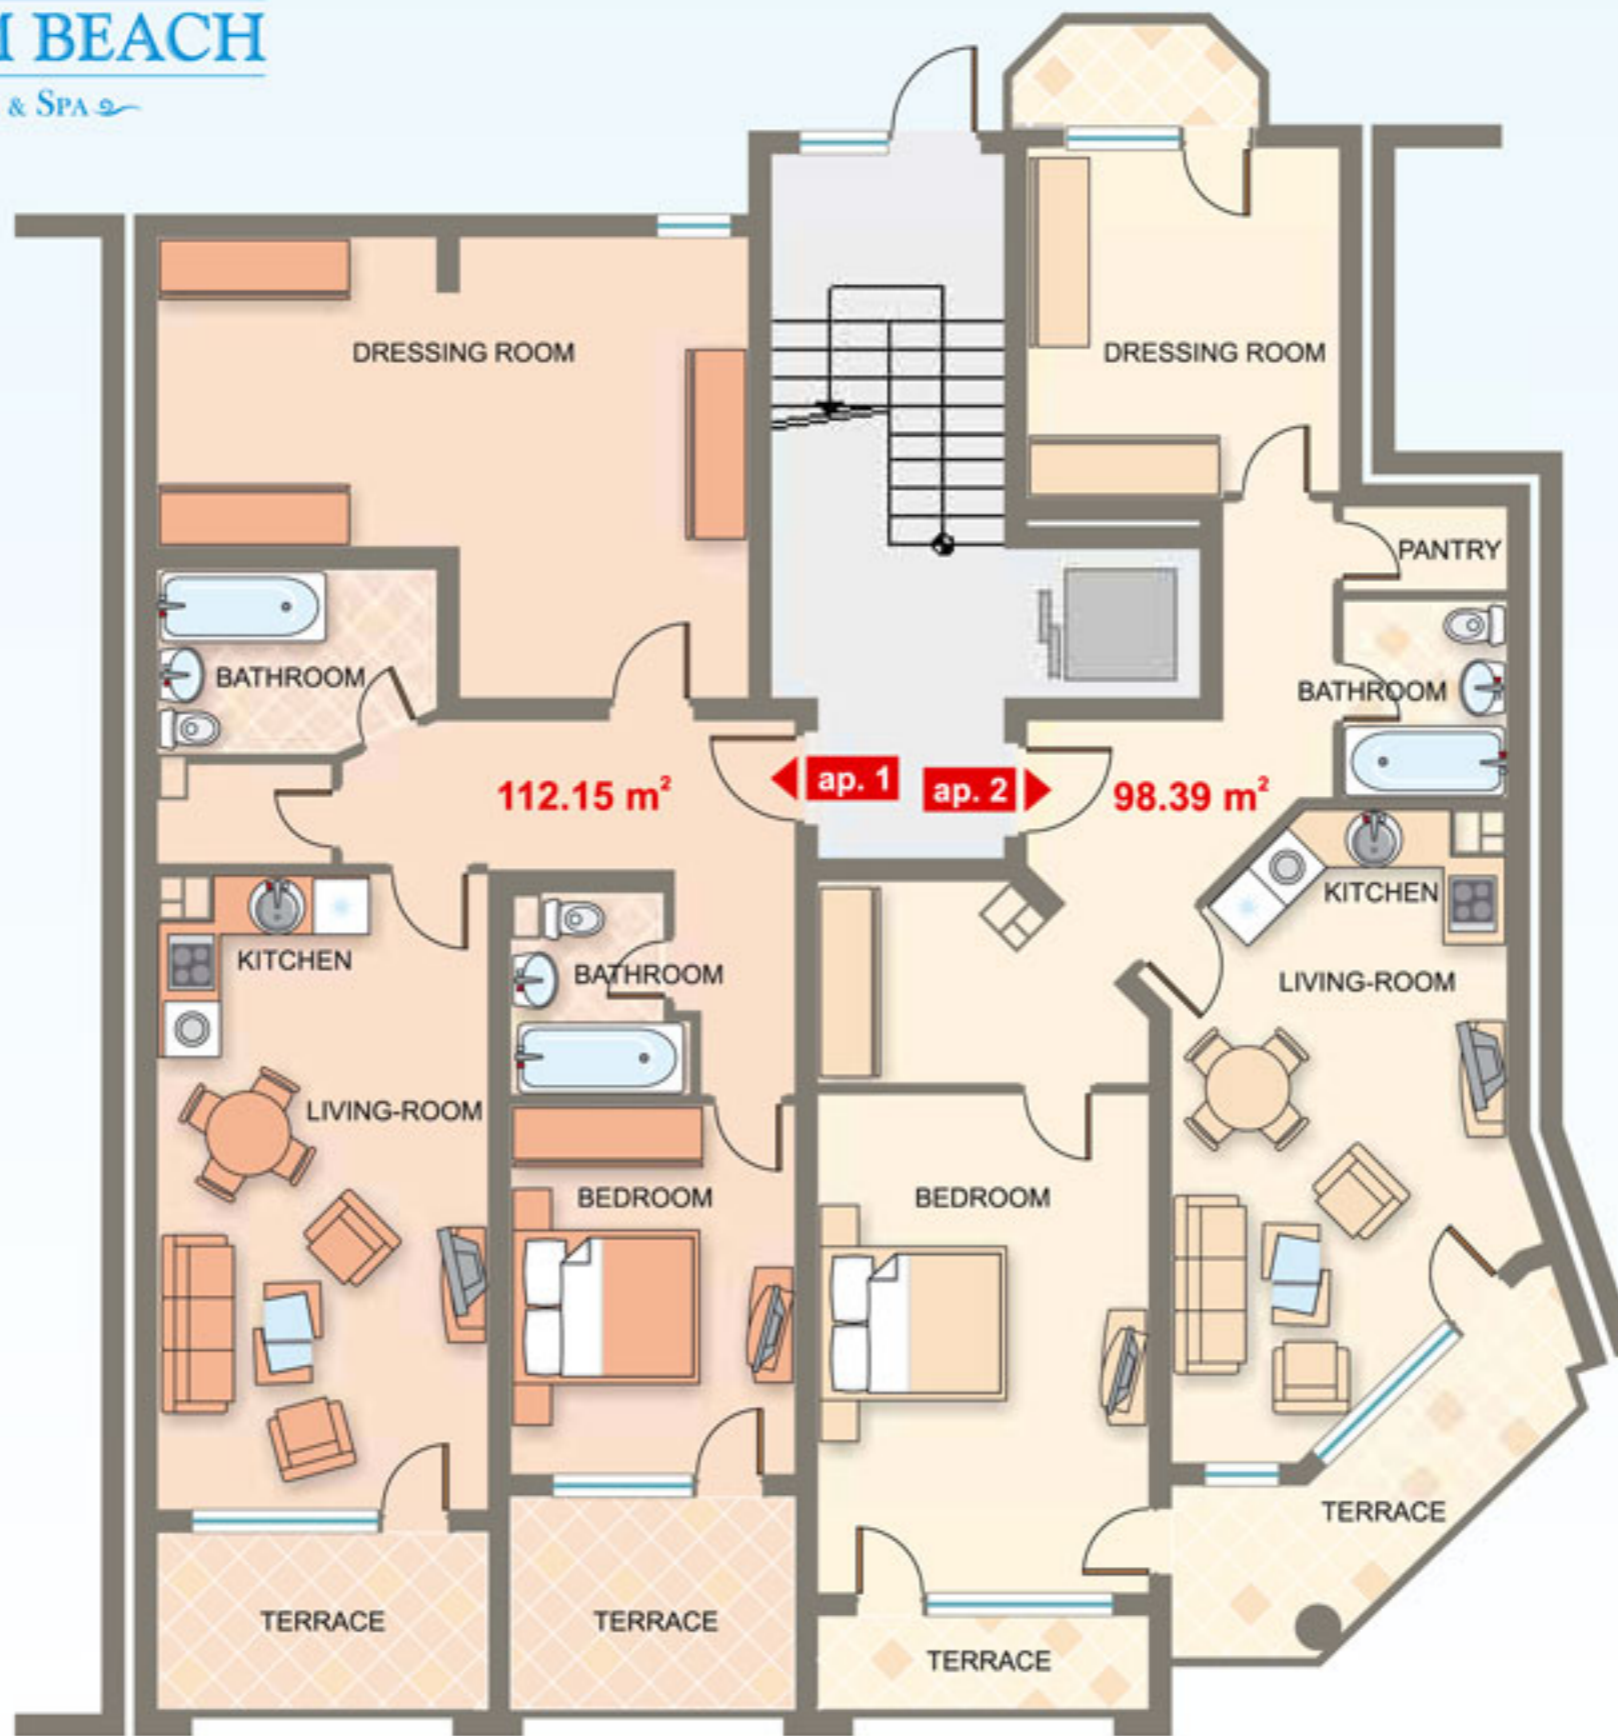 M BEACH
& SPA
DRESSING ROOM
DRESSING ROOM
PANTRY
BATHROOM
BATHROOM
112.15 m²
ap. 1
ap. 2
98.39 m²
KITCHEN
KITCHEN
BATHROOM
LIVING-ROOM
LIVING-ROOM
BEDROOM
BEDROOM
TERRACE
TERRACE
TERRACE
TERRACE